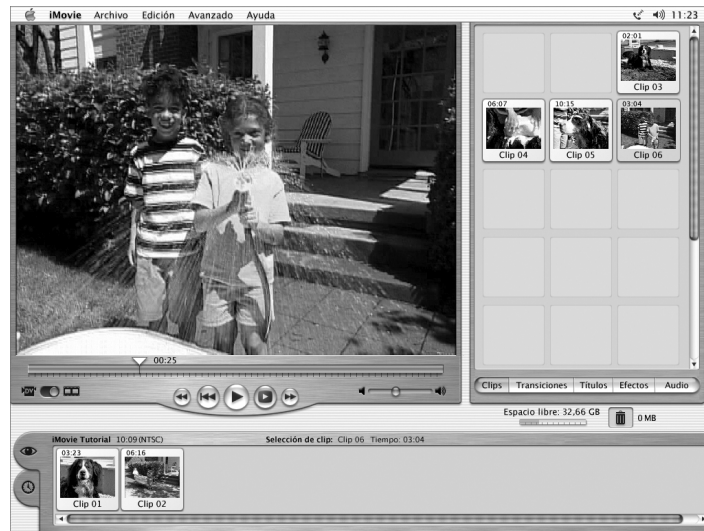 iMovie Archivo Edición Avanzado Ayuda 11:23
02:01
Clip 03
06:07 10:15 03:04
Clip 04 Clip 05 Clip 06
00:25
DV
Clips Transiciones Títulos Efectos Audio
Espacio libre: 32,66 GB
0 MB
iMovie Tutorial 10:09 (NTSC) Selección de clip: Clip 06 Tiempo: 03:04
03:23 06:16
Clip 01 Clip 02